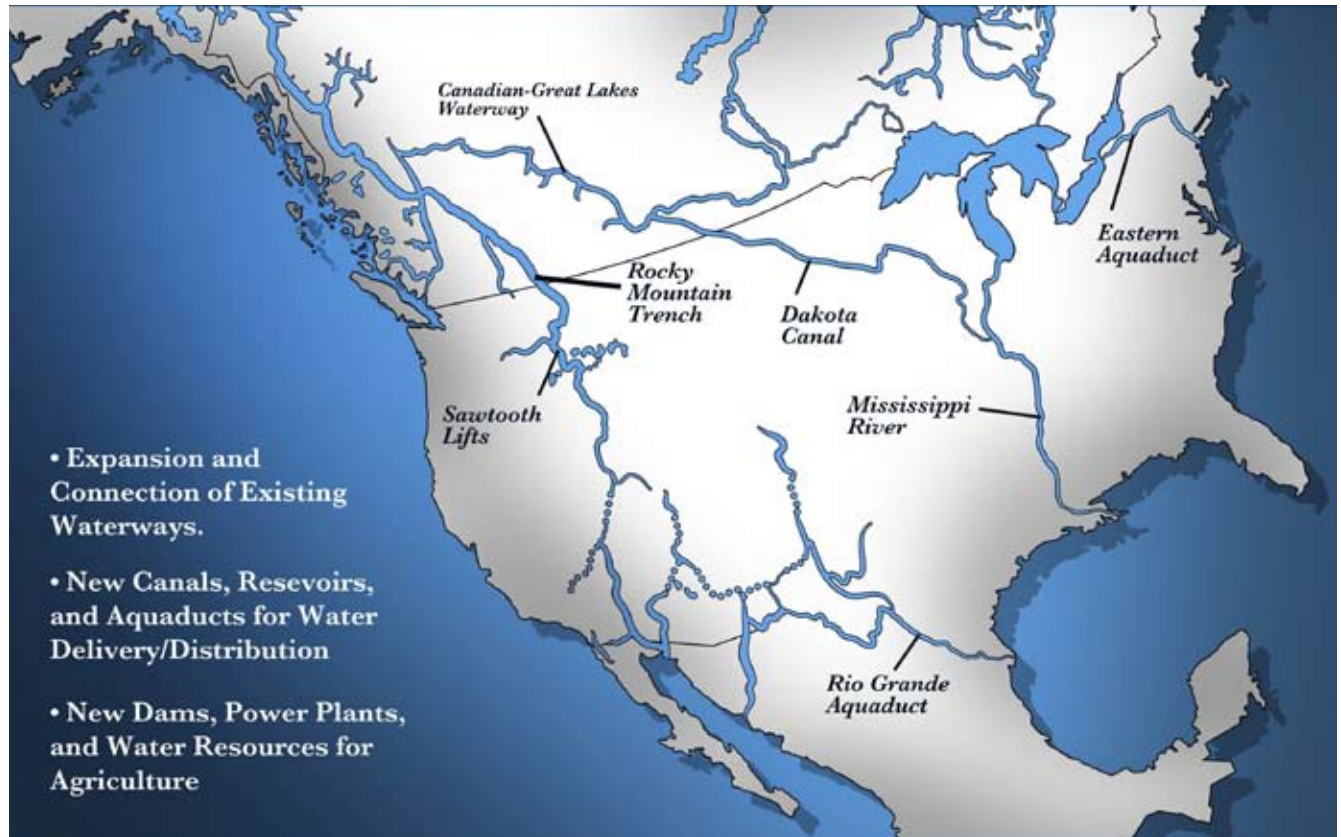 Canadian-Great Lakes
Waterway
Eastern
Aquaduct
Rocky
Mountain
Trench
Dakota
Canal
Sawtooth
Lifts
Mississippi
River
• Expansion and
Connection of Existing
Waterways.
• New Canals, Resevoirs,
and Aquaducts for Water
Delivery/Distribution
• New Dams, Power Plants,
and Water Resources for
Agriculture
Rio Grande
Aquaduct